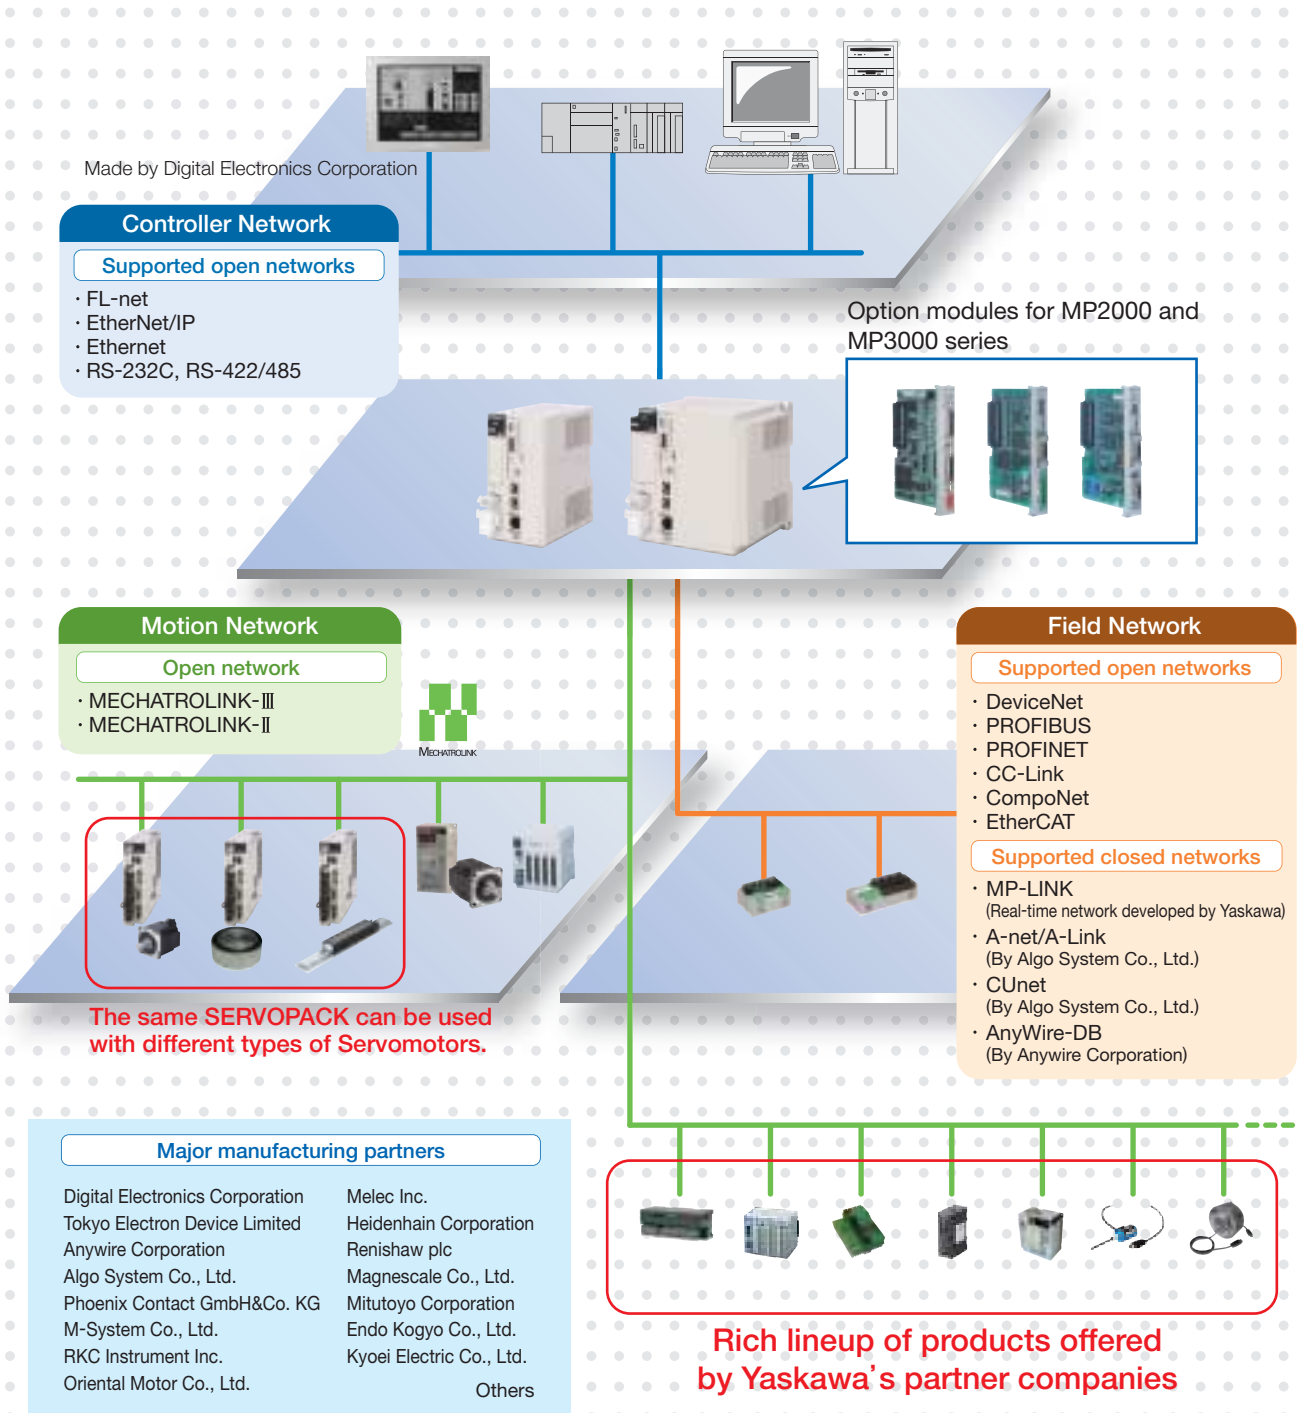 Made by Digital Electronics Corporation
Controller Network
Supported open networks
・FL-net
・EtherNet/IP
・Ethernet
・RS-232C, RS-422/485
Option modules for MP2000 and
MP3000 series
Motion Network
Open network
・MECHATROLINK-Ⅲ
・MECHATROLINK-Ⅱ
MECHATROLINK
Field Network
Supported open networks
・DeviceNet
・PROFIBUS
・PROFINET
・CC-Link
・CompoNet
・EtherCAT
Supported closed networks
・MP-LINK
(Real-time network developed by Yaskawa)
・A-net/A-Link
(By Algo System Co., Ltd.)
・CUnet
(By Algo System Co., Ltd.)
・AnyWire-DB
(By Anywire Corporation)
The same SERVOPACK can be used
with different types of Servomotors.
Major manufacturing partners
Digital Electronics Corporation
Tokyo Electron Device Limited
Anywire Corporation
Algo System Co., Ltd.
Phoenix Contact GmbH&Co. KG
M-System Co., Ltd.
RKC Instrument Inc.
Oriental Motor Co., Ltd.
Melec Inc.
Heidenhain Corporation
Renishaw plc
Magnescale Co., Ltd.
Mitutoyo Corporation
Endo Kogyo Co., Ltd.
Kyoei Electric Co., Ltd.
Others
Rich lineup of products offered
by Yaskawa's partner companies